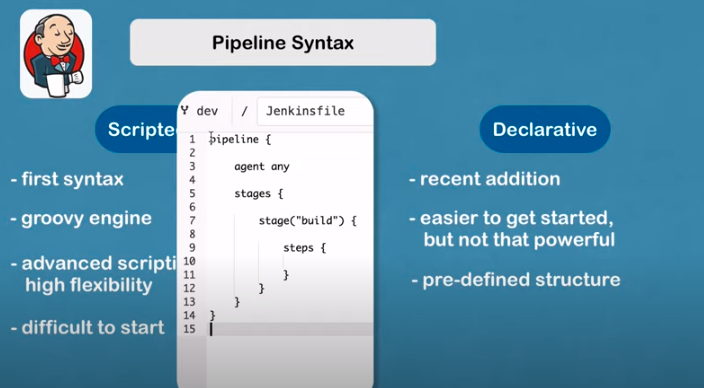 Pipeline Syntax
Scripte
- first syntax
- groovy engine
- advanced scripti
high flexibility
- difficult to start
dev / Jenkinsfile
1 pipeline {
2
3 agent any
4
5 stages {
6
7 stage("build") {
8
9 steps {
10
11 }
12 }
13 }
14 }
15
Declarative
- recent addition
- easier to get started,
but not that powerful
- pre-defined structure